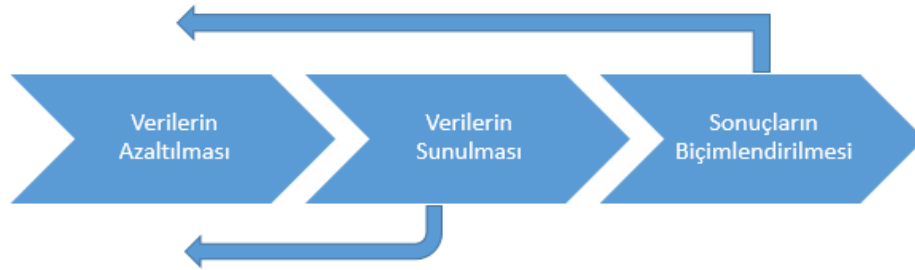 Verilerin
Azaltılması
Verilerin
Sunulması
Sonuçların
Biçimlendirilmesi